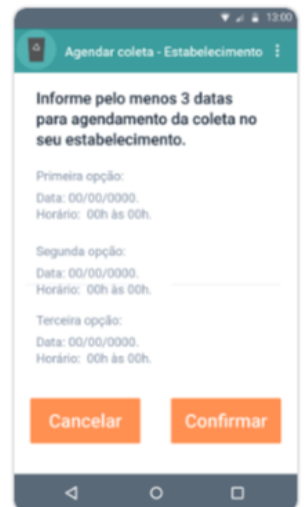 13:00
Agendar coleta - Estabelecimento
Informe pelo menos 3 datas
para agendamento da coleta no
seu estabelecimento.
Primeira opção:
Data: 00/00/0000.
Horário: 00h às 00h.
Segunda opção:
Data: 00/00/0000.
Horário: 00h às 00h.
Terceira opção:
Data: 00/00/0000.
Horário: 00h às 00h.
Cancelar
Confirmar